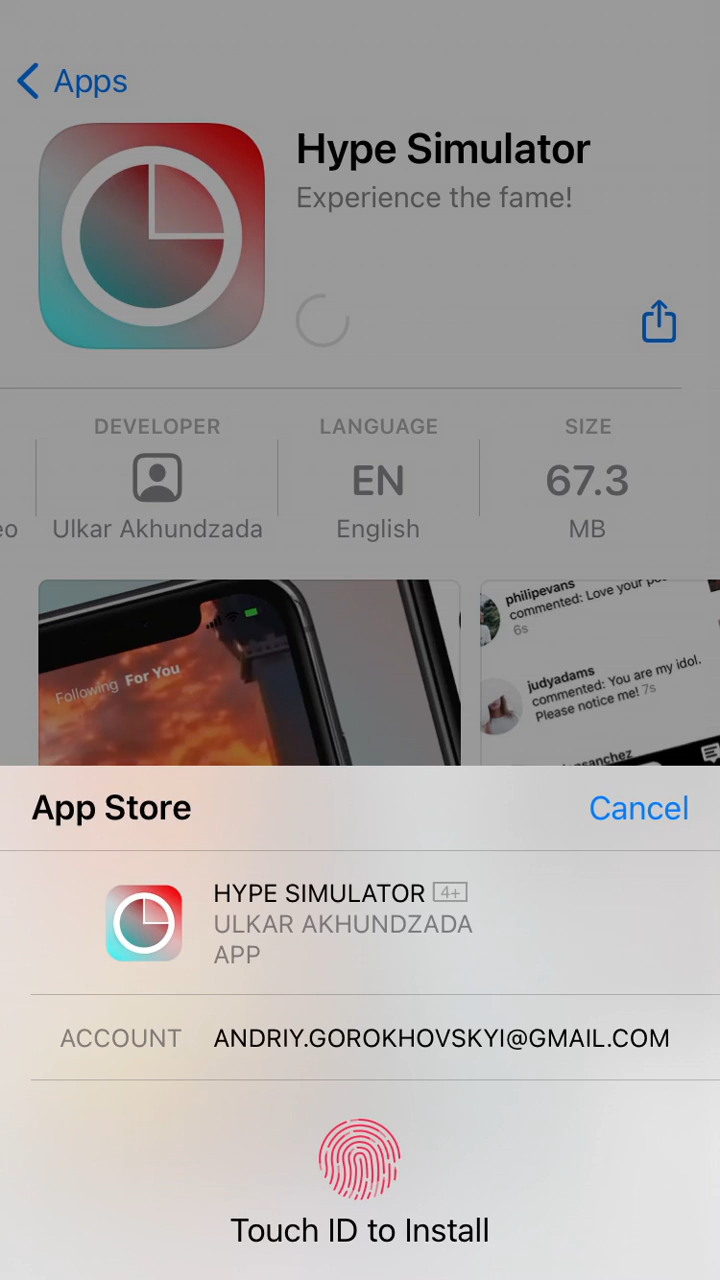 Apps
Hype Simulator
Experience the fame!
DEVELOPER
LANGUAGE
SIZE
EN
67.3
eo
Ulkar Akhundzada
English
MB
Following For You
philipevans
commented: Love your
6s
judyadams
commented: You are my idol.
Please notice me! 7s
sanchez
App Store
Cancel
HYPE SIMULATOR 4+
ULKAR AKHUNDZADA
APP
ACCOUNT
ANDRIY.GOROKHOVSKYI@GMAIL.COM
Touch ID to Install